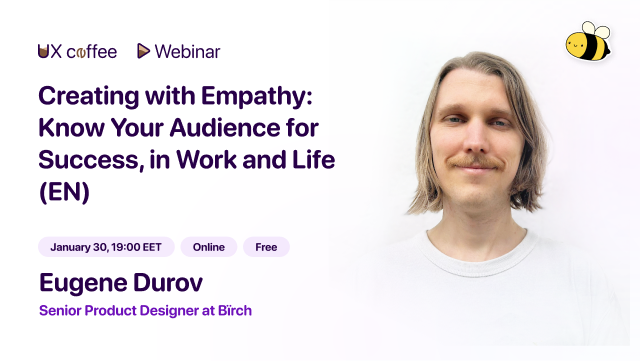 UX coffee Webinar
Creating with Empathy:
Know Your Audience for
Success, in Work and Life
(EN)
January 30, 19:00 EET Online Free
Eugene Durov
Senior Product Designer at Bïrch